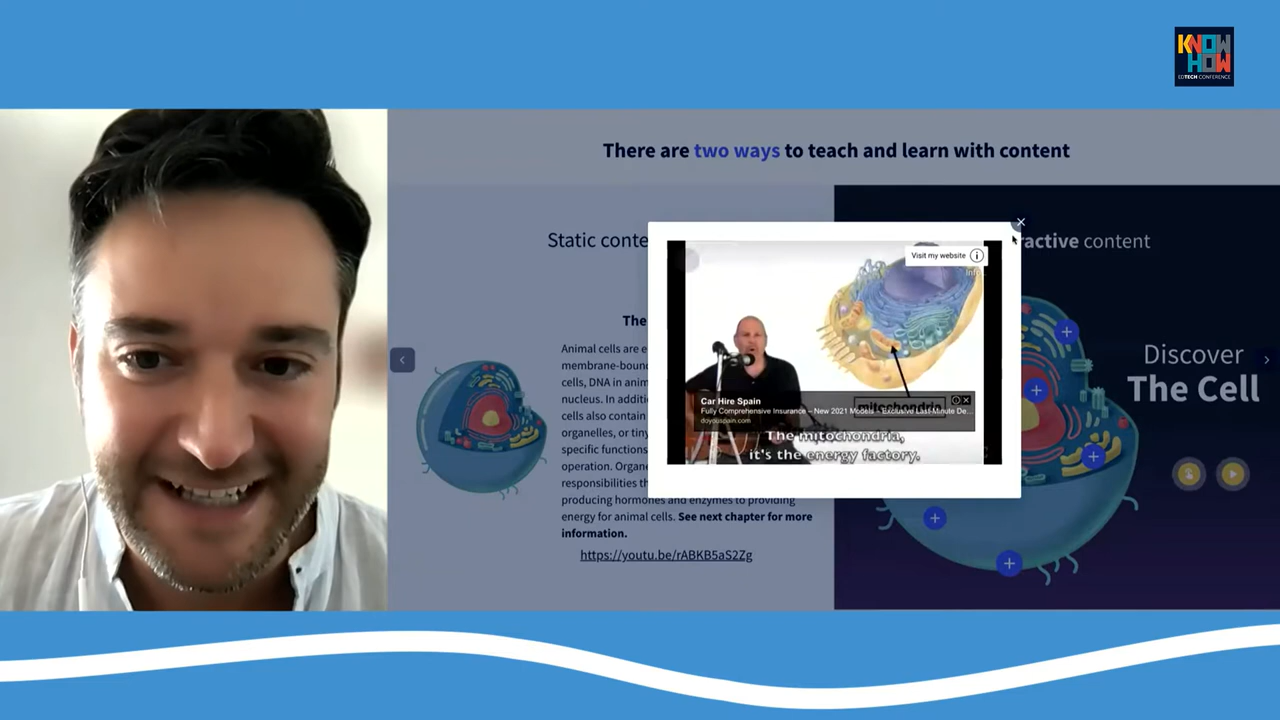 KNOW
HOW
EDTECH CONFERENCE
There are two ways to teach and learn with content
Static conte
ractive content
The
Animal cells are e
membrane-boun
cells, DNA in anim
nucleus. In additi
cells also contain
organelles, or tiny
specific functions
operation. Organe
responsibilities th
producing hormones and enzymes to providing
energy for animal cells. See next chapter for more
information.
https://youtu.be/rABKB5aS2Zg
Visit my website
Info
mitochondria
Car Hire Spain
Fully Comprehensive Insurance – New 2021 Models – Exclusive Last-Minute De...
doyouspain.com
The mitochondria,
it's the energy factory.
Discover
The Cell